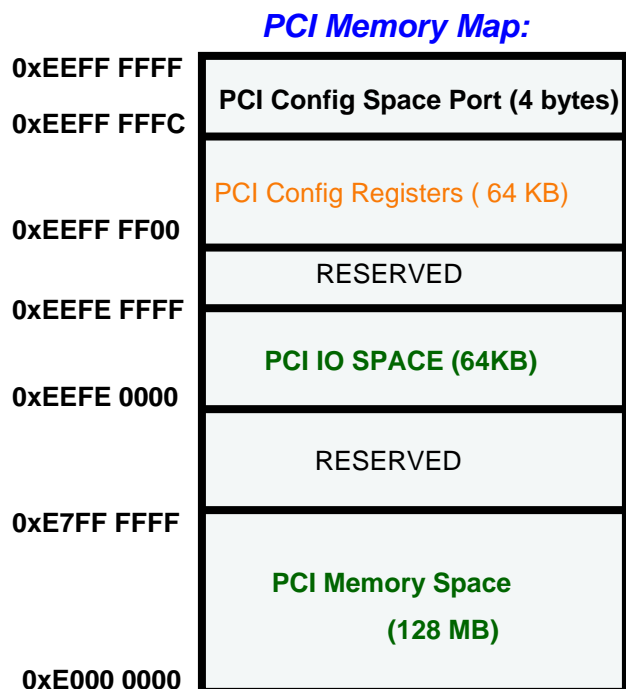 PCI Memory Map:
0xEEFF FFFF
PCI Config Space Port (4 bytes)
0xEEFF FFFC
PCI Config Registers ( 64 KB)
0xEEFF FF00
RESERVED
0xEEFE FFFF
PCI IO SPACE (64KB)
0xEEFE 0000
RESERVED
0xE7FF FFFF
PCI Memory Space
(128 MB)
0xE000 0000